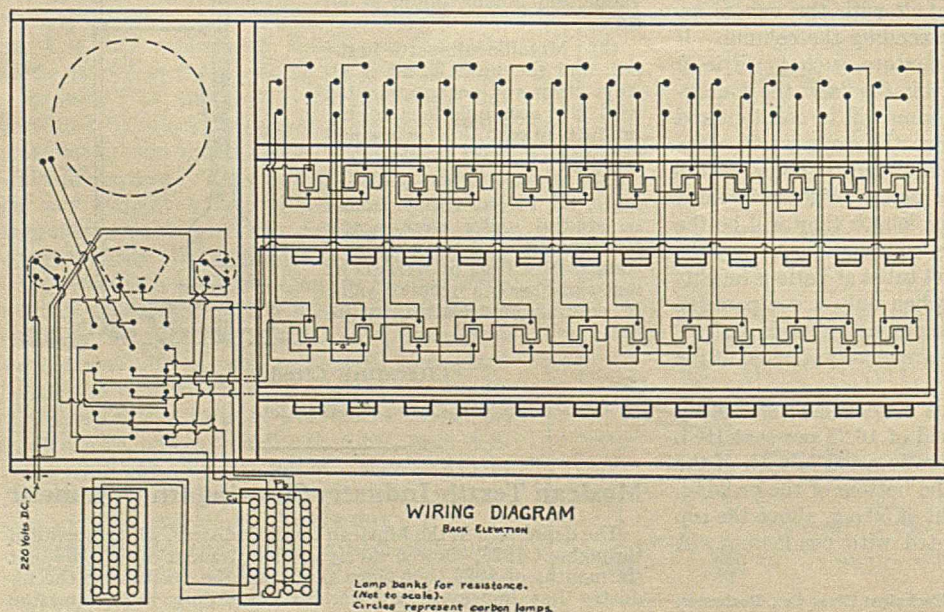 + -
+ -
220 Volts D.C.
Cu
Pb
WIRING DIAGRAM
BACK ELEVATION
Lamp banks for resistance.
(Not to scale).
Circles represent carbon lamps.